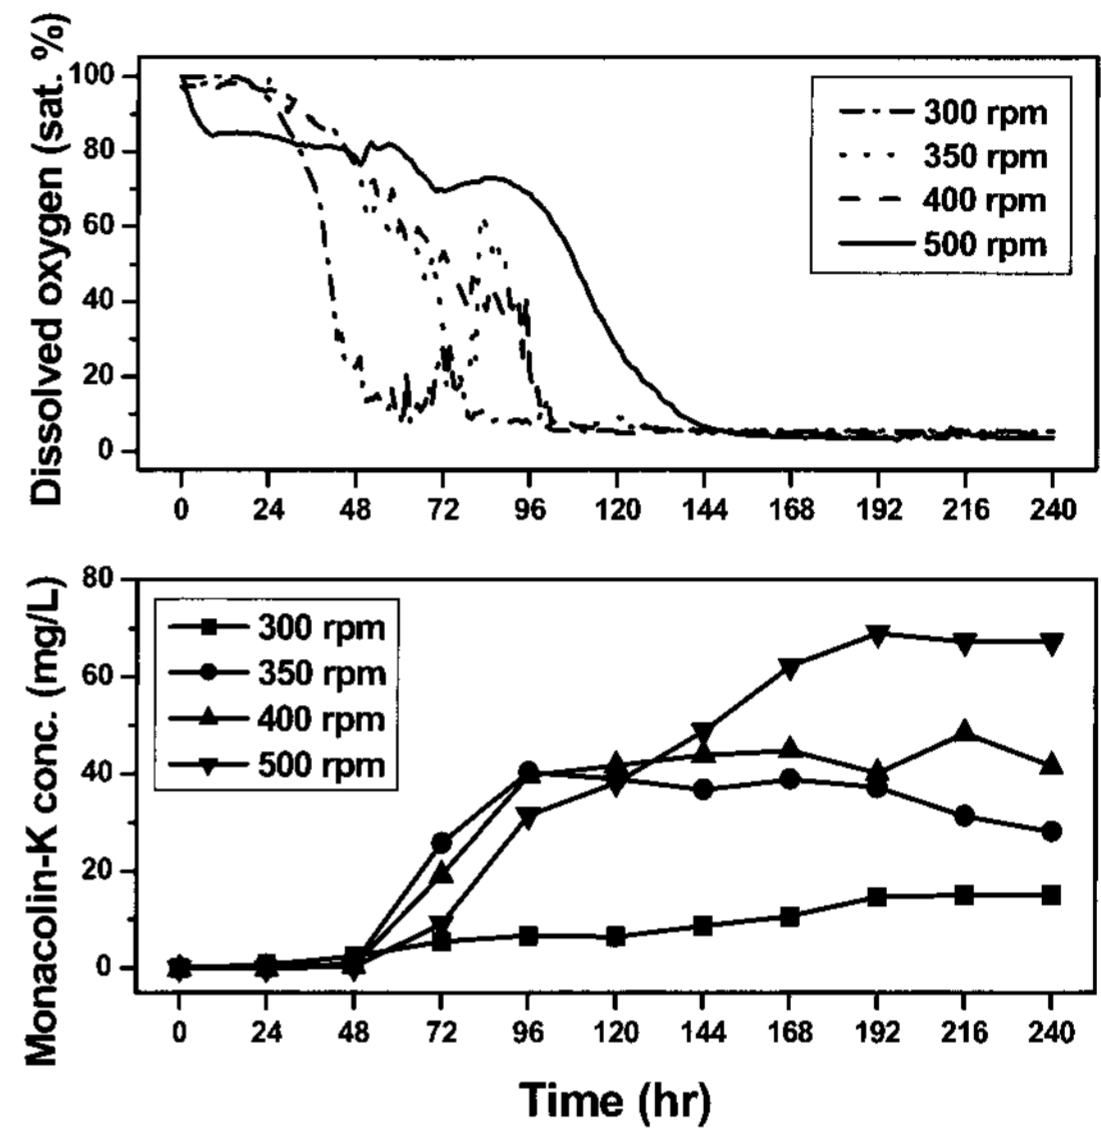 Dissolved oxygen (sat. %)
100
80
60
40
20
0
300 rpm
350 rpm
400 rpm
500 rpm
0 24 48 72 96 120 144 168 192 216 240
Monacolin-K conc. (mg/L)
80
60
40
20
0
300 rpm
350 rpm
400 rpm
500 rpm
0 24 48 72 96 120 144 168 192 216 240
Time (hr)